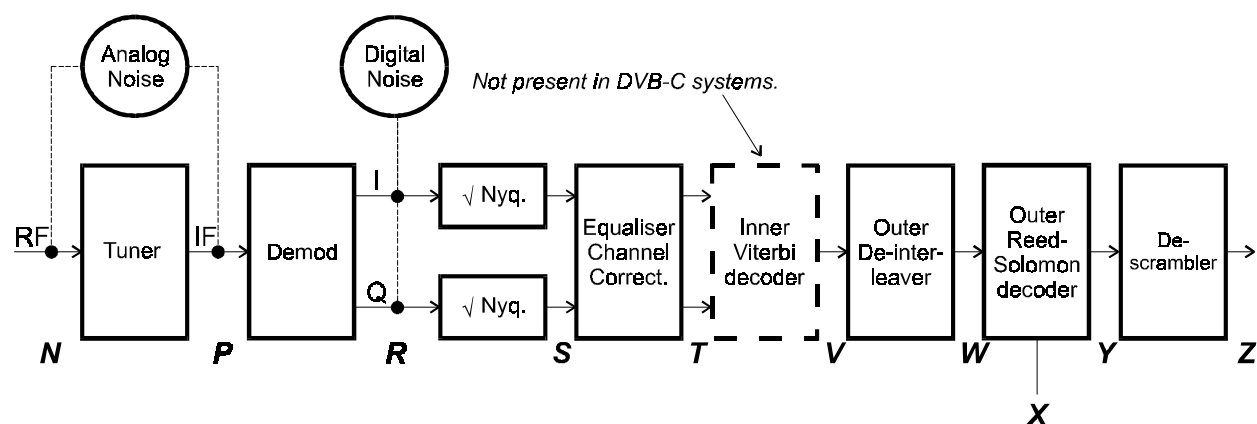 Analog
Noise
Digital
Noise
Not present in DVB-C systems.
RF
Tuner
IF
Demod
I
Q
√ Nyq.
√ Nyq.
Equaliser
Channel
Correct.
Inner
Viterbi
decoder
Outer
De-inter-
leaver
Outer
Reed-
Solomon
decoder
De-
scrambler
N
P
R
S
T
V
W
Y
Z
X